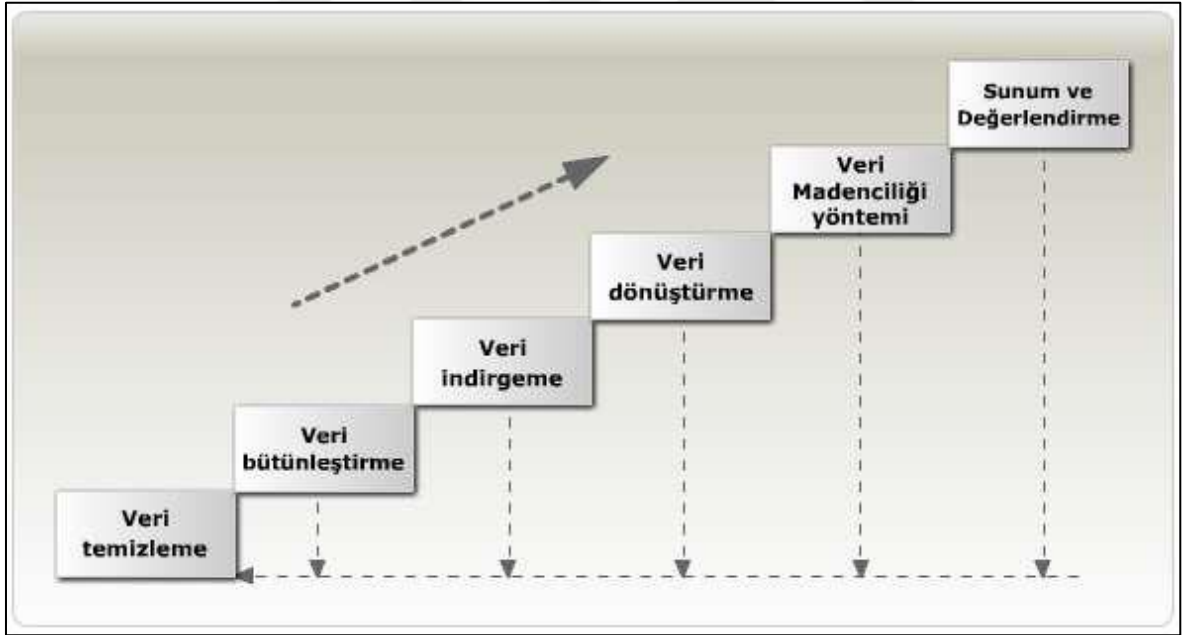 Sunum ve
Değerlendirme
Veri
Madenciliği
yöntemi
Veri
dönüştürme
Veri
indirgeme
Veri
bütünleştirme
Veri
temizleme